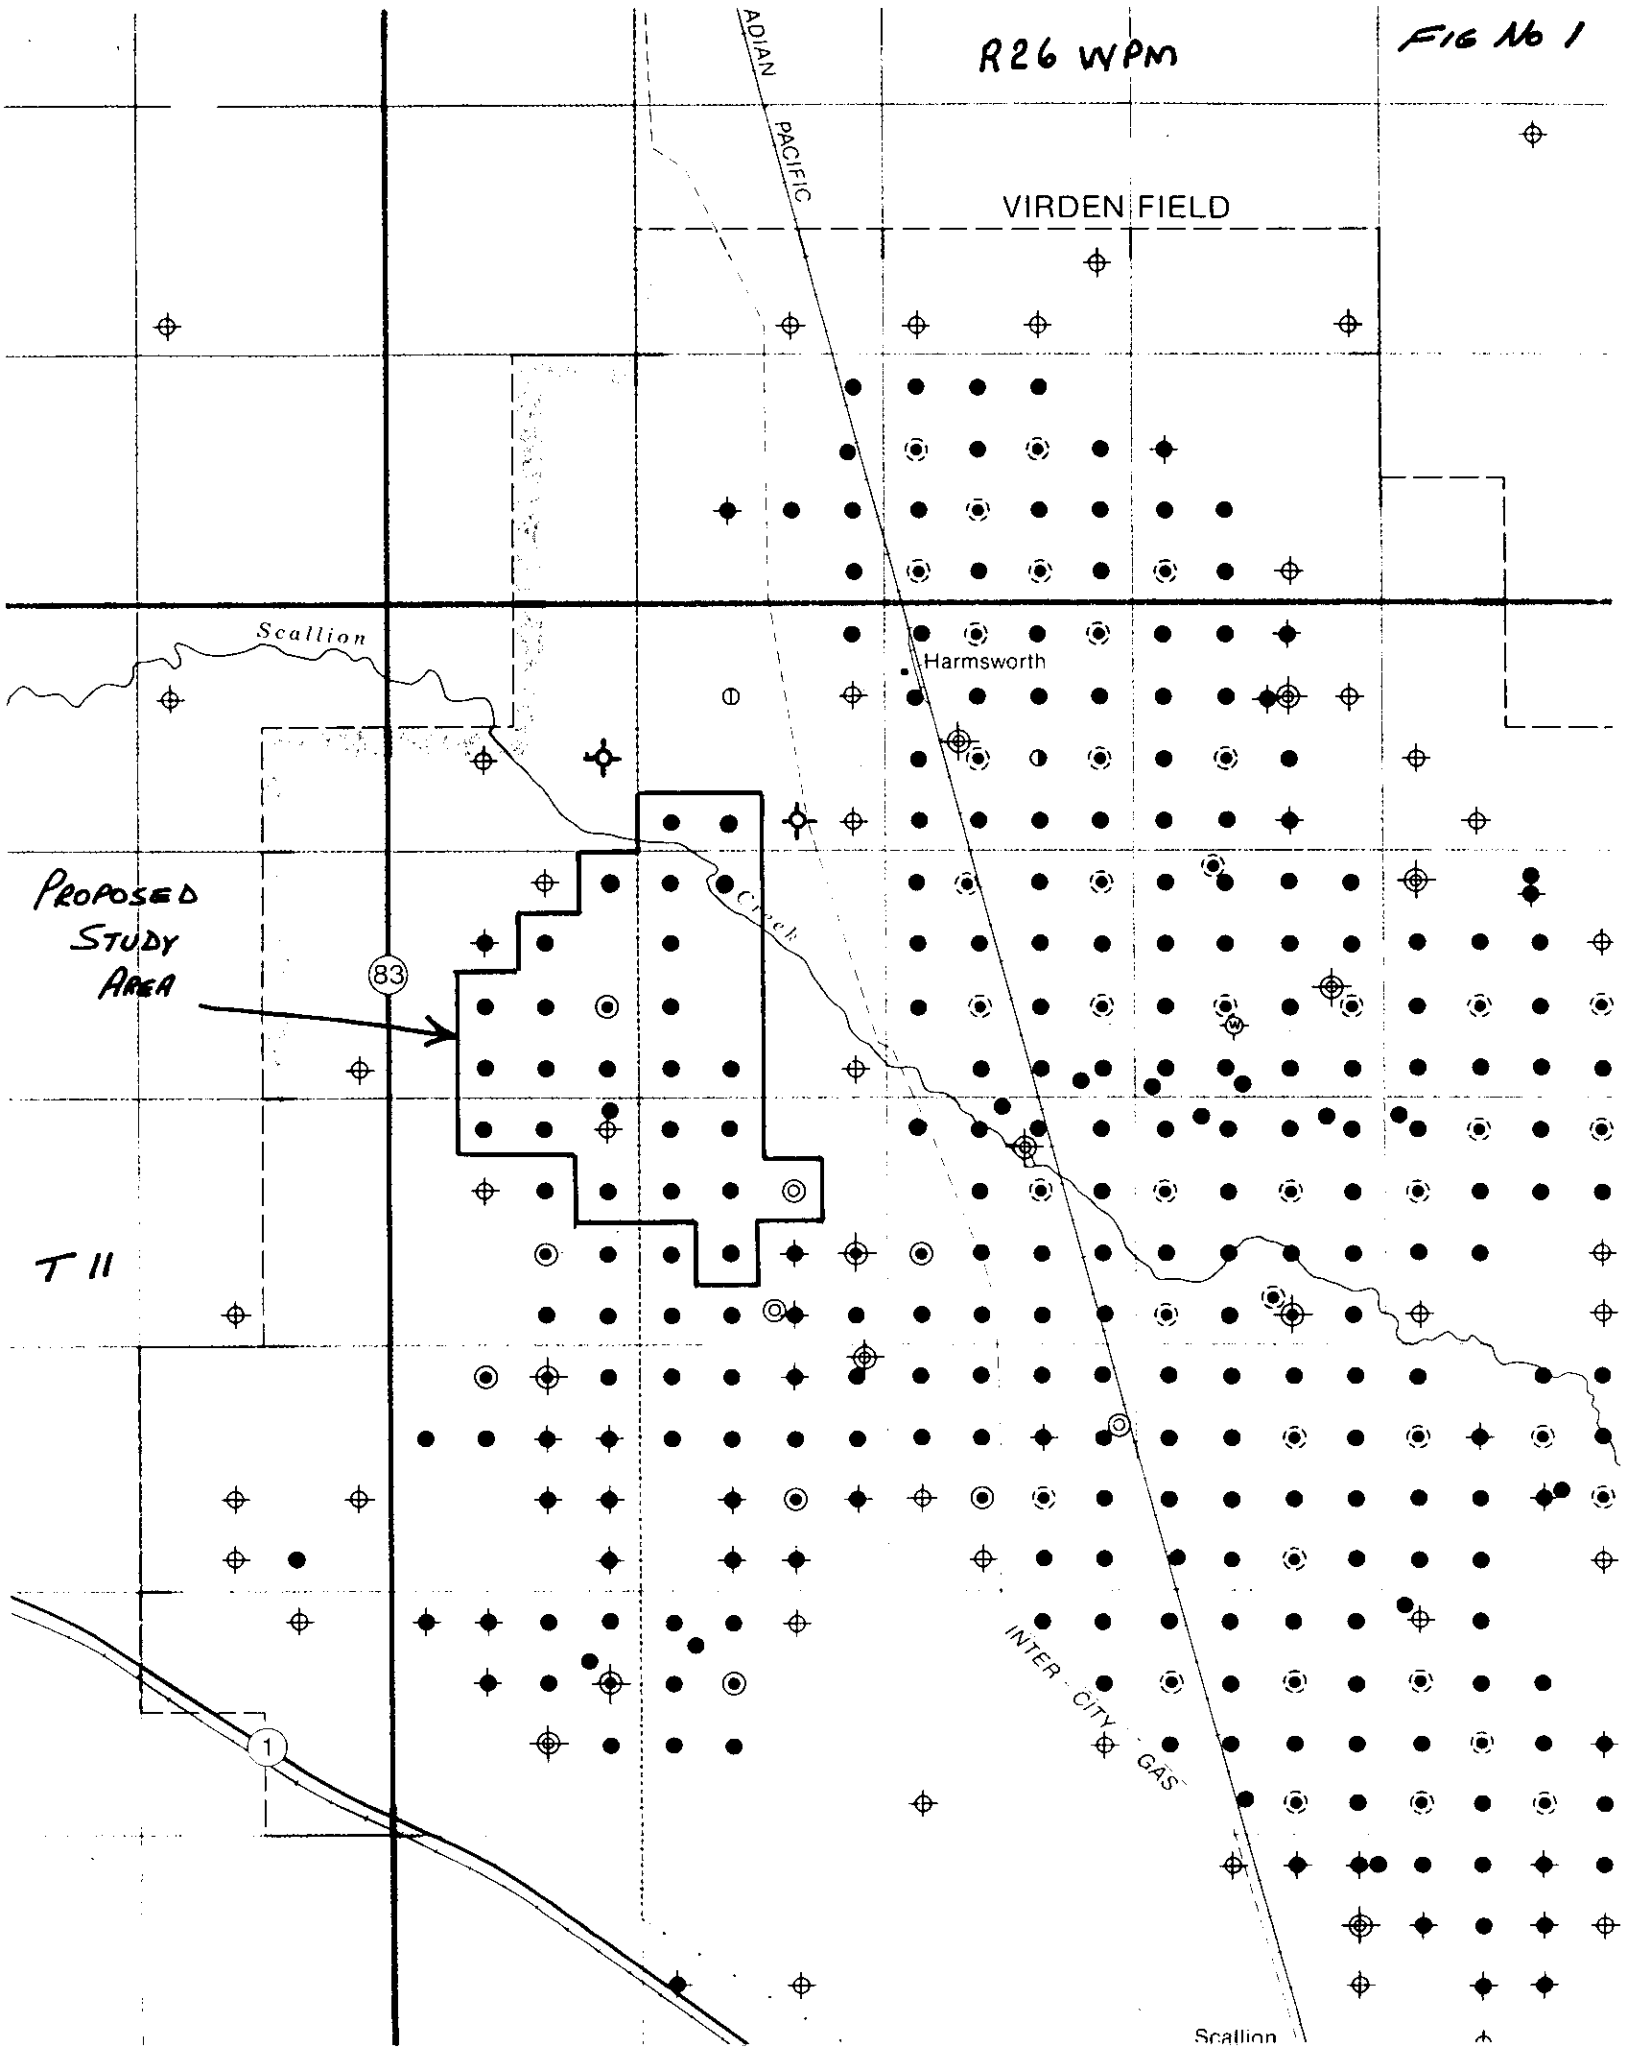 R26 WPM
FIG No 1
ADIAN PACIFIC
VIRDEN FIELD
Scallion
Harmsworth
PROPOSED
STUDY
AREA
Creek
83
W
T 11
INTER - CITY - GAS
1
Scallion